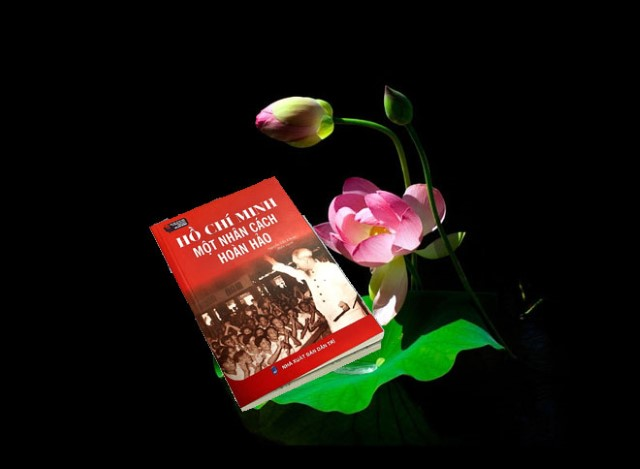 HỒ CHÍ MINH
MỘT NHÂN CÁCH
HOÀN HẢO
NHÀ XUẤT BẢN DÂN TRÍ